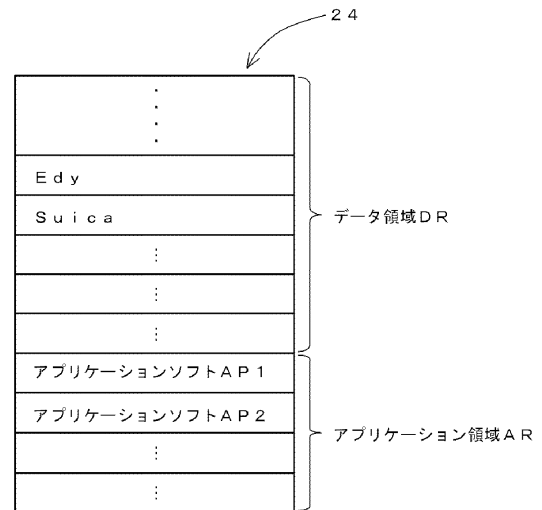 ２４
Ｅｄｙ
Ｓｕｉｃａ
データ領域ＤＲ
アプリケーションソフトＡＰ１
アプリケーションソフトＡＰ２
アプリケーション領域ＡＲ